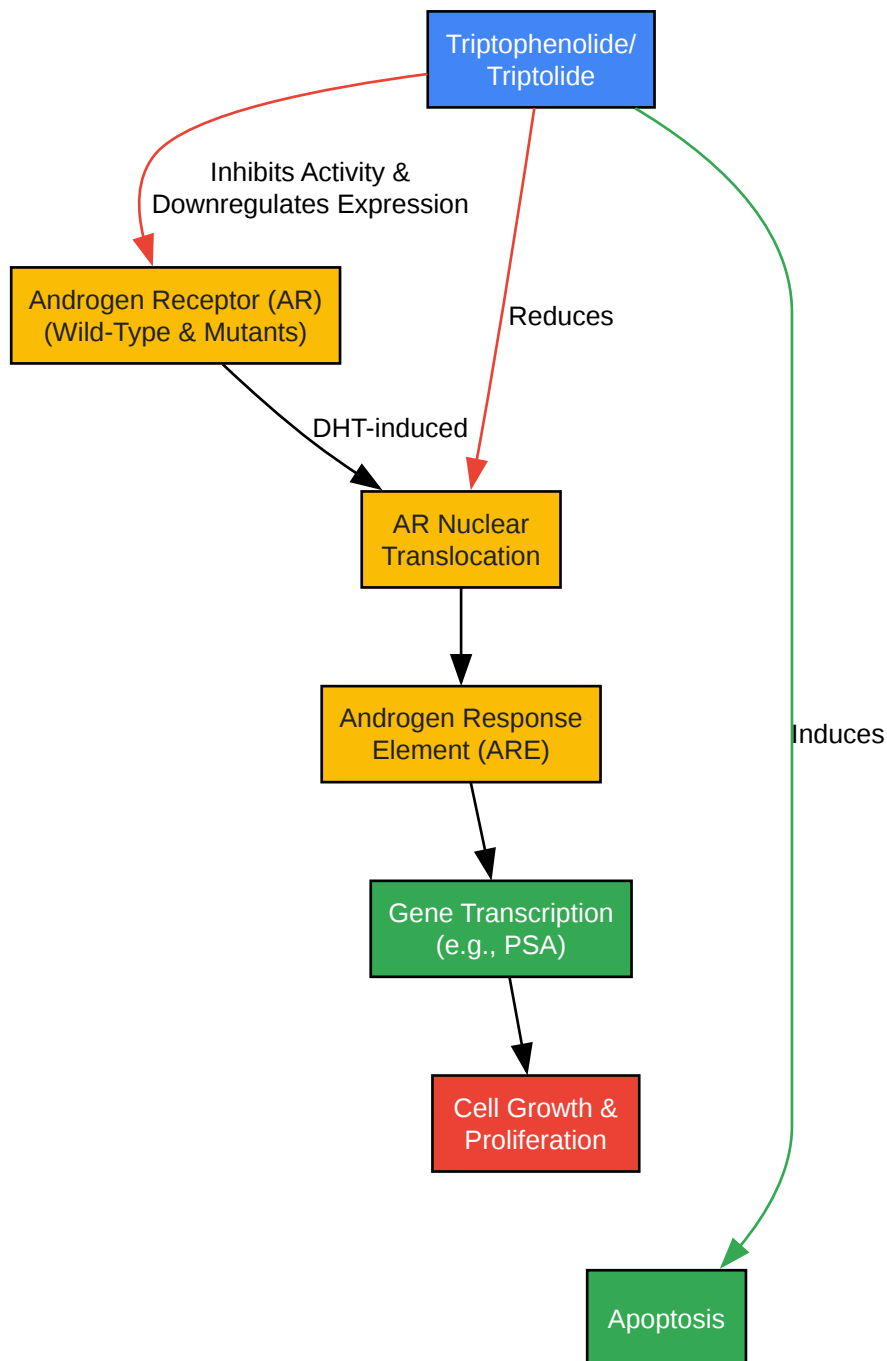 Triptophenolide/
Triptolide
Inhibits Activity &
Downregulates Expression
Androgen Receptor (AR)
(Wild-Type & Mutants)
Reduces
DHT-induced
AR Nuclear
Translocation
Androgen Response
Element (ARE)
Induces
Gene Transcription
(e.g., PSA)
Cell Growth &
Proliferation
Apoptosis